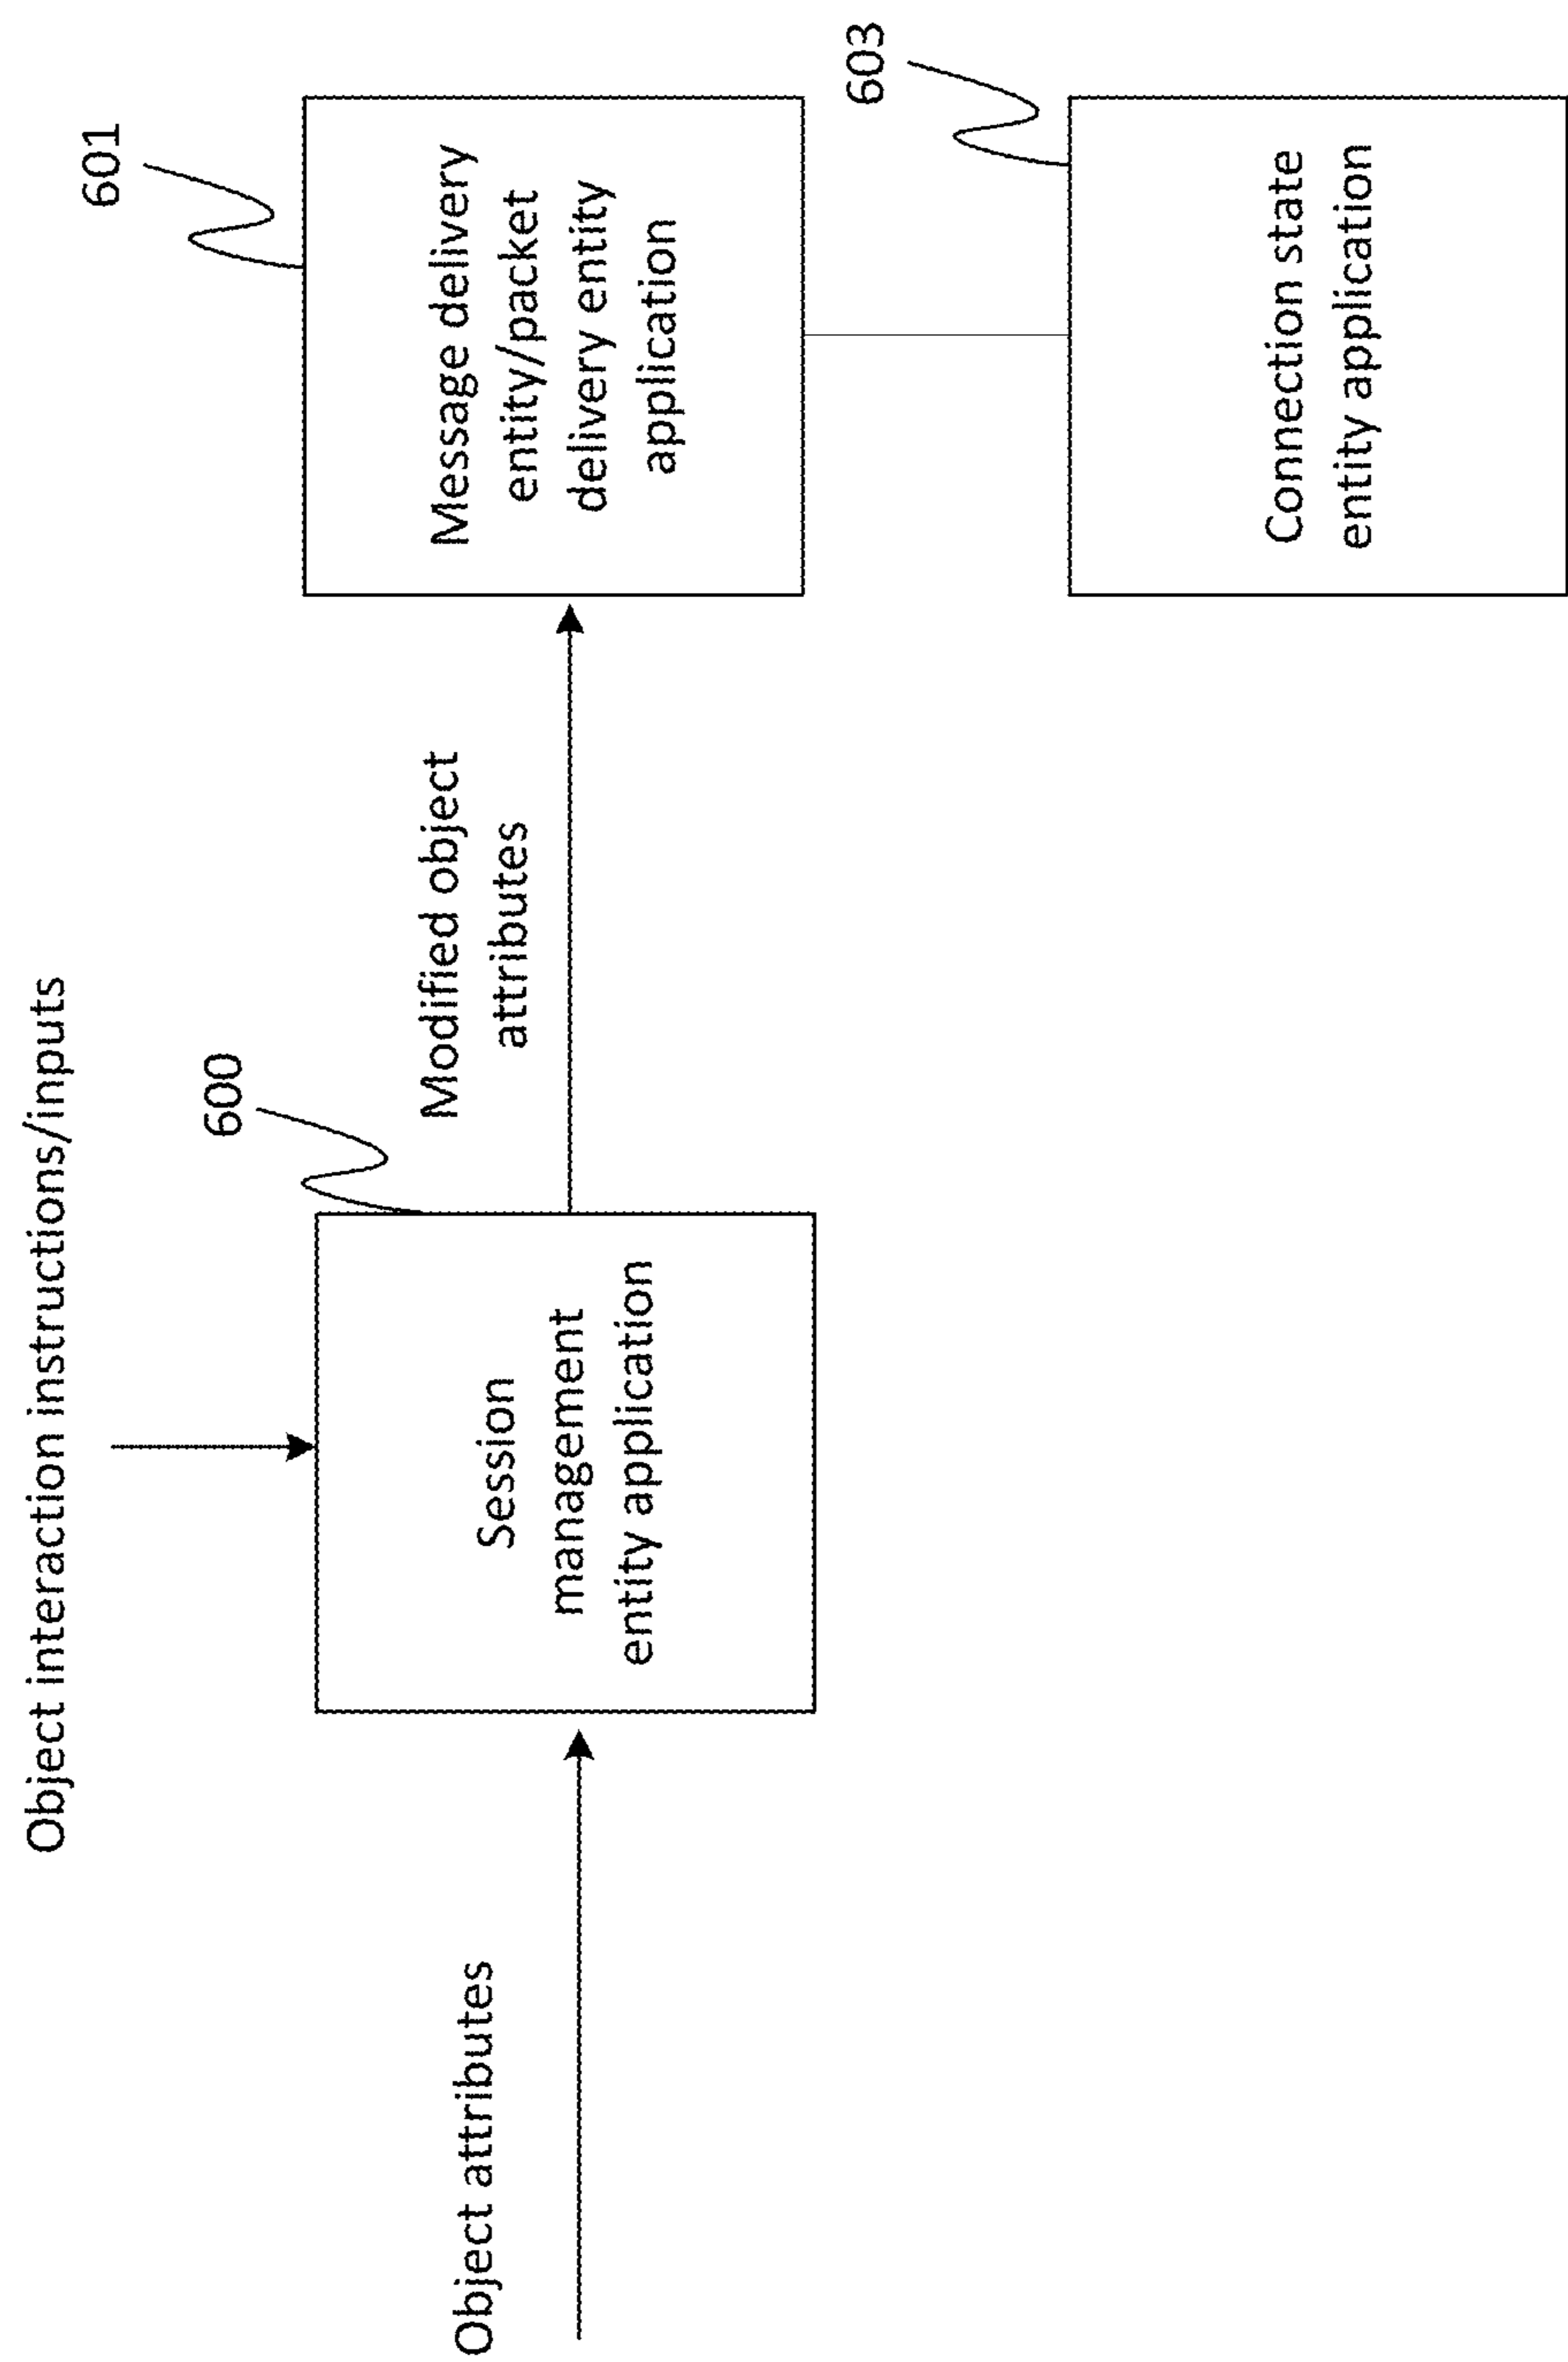 Object interaction instructions/inputs
601
600
Message delivery
entity/packet
delivery entity
application
Modified object
attributes
Session
management
entity application
Object attributes
603
Connection state
entity application